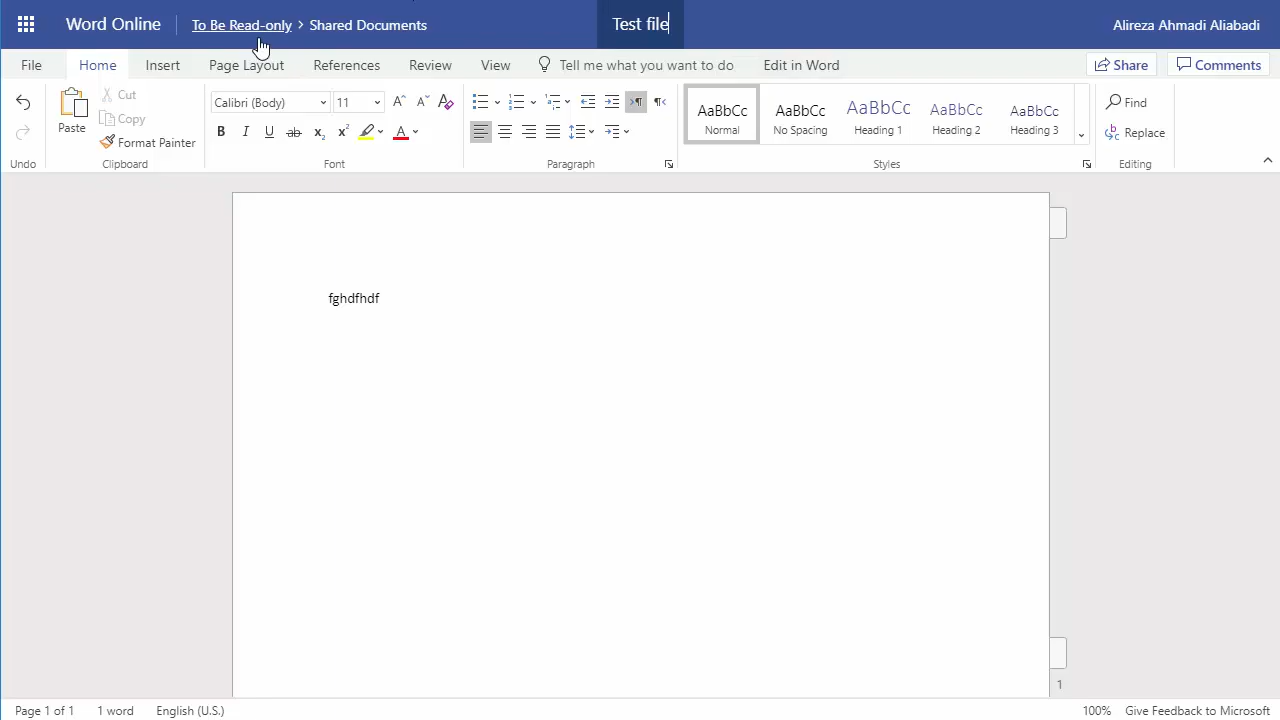 Word Online To Be Read-only > Shared Documents Test file Alireza Ahmadi Aliabadi
File Home Insert Page Layout References Review View Tell me what you want to do Edit in Word Share Comments
Paste Cut Copy Format Painter
Calibri (Body) 11
B I U ab x₂ x² A
AaBbCc AaBbCc AaBbCc AaBbCc AaBbCc
Normal No Spacing Heading 1 Heading 2 Heading 3
Find
Replace
Undo Clipboard Font Paragraph Styles Editing
fghdfhdf
1
Page 1 of 1 1 word English (U.S.) 100% Give Feedback to Microsoft